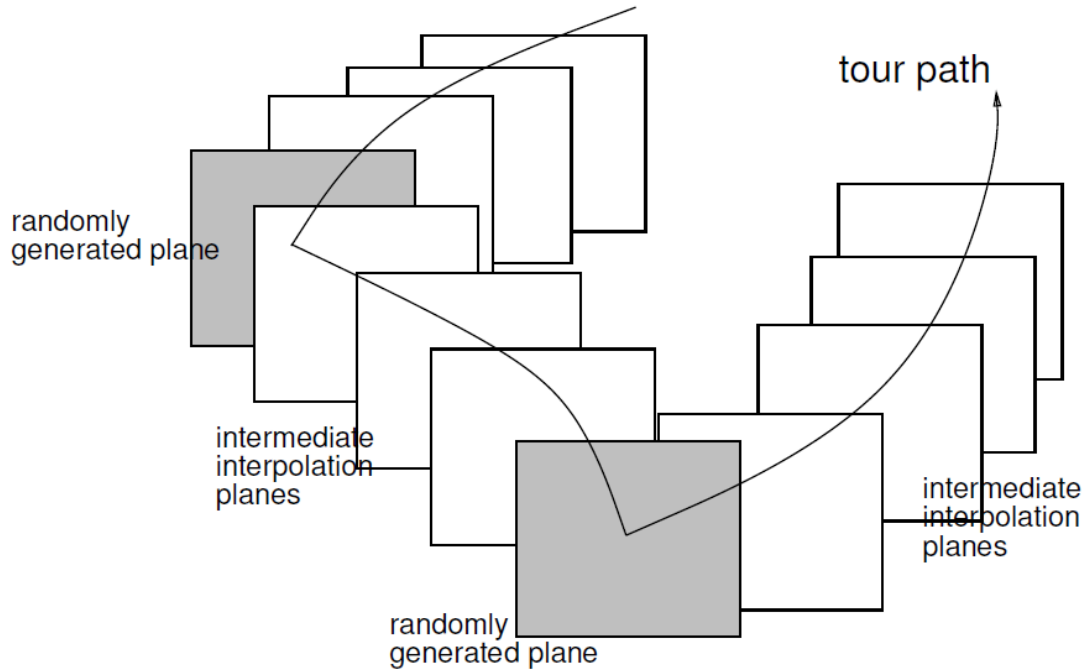 tour path
randomly
generated plane
intermediate
interpolation
planes
intermediate
interpolation
planes
randomly
generated plane